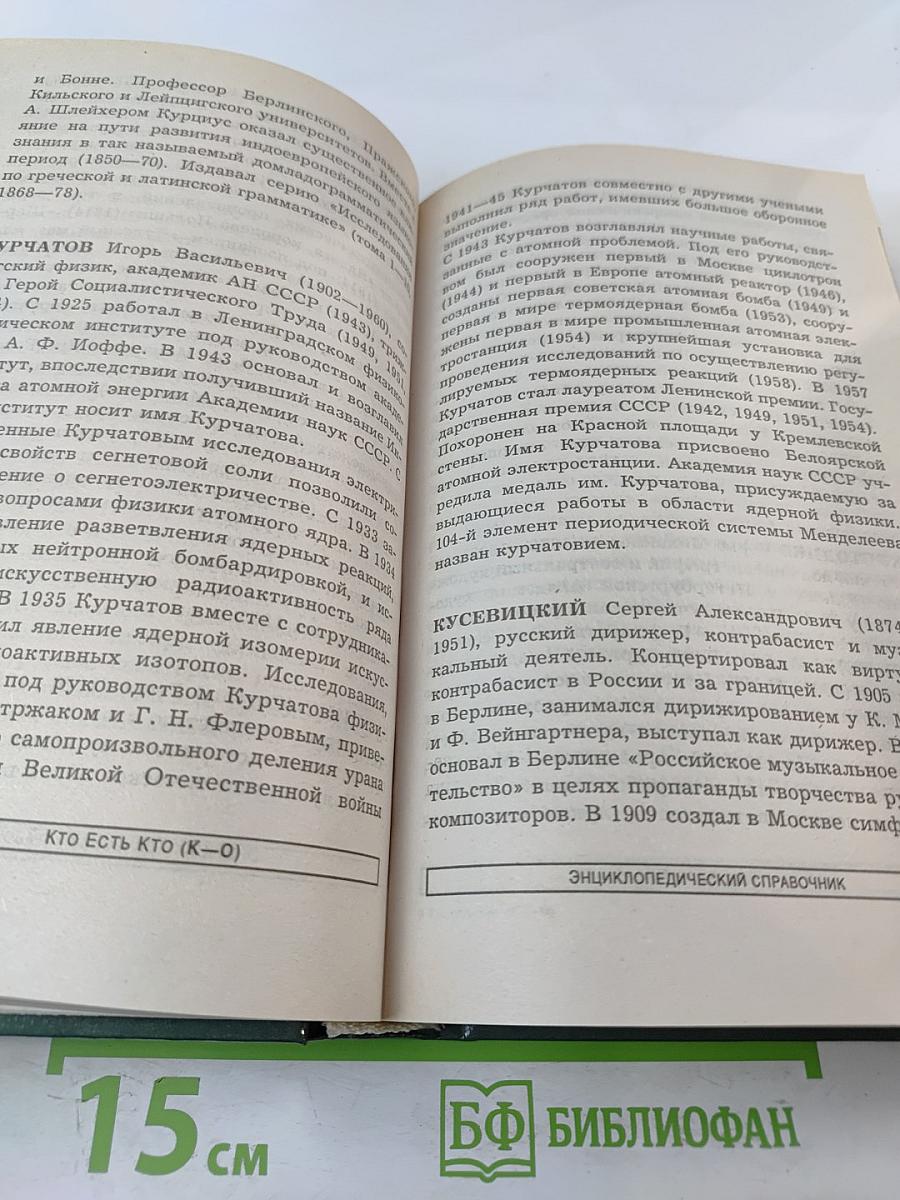 и Бонне. Профессор Берлинского,
Кильского и Лейпцигского университетов.
А. Шлейхером Курциус оказал существенное
яние на пути развития индоевропейского
знания в так называемый домладограмматический
период (1850—70). Издавал серию «Исследования
по греческой и латинской грамматике» (тома 1—
1868—78).
УРЧАТОВ Игорь Васильевич (1902—1960), со-
тский физик, академик АН СССР (1943), триж-
Герой Социалистического Труда (1949, 1951,
С 1925 работал в Ленинградском физико-
ическом институте под руководством акаде-
А. Ф. Иоффе. В 1943 основал и возглавил
тут, впоследствии получивший название Ин-
а атомной энергии Академии наук СССР. С
нститут носит имя Курчатова.
енные Курчатовым исследования электри-
свойств сегнетовой соли позволили со-
ение о сегнетоэлектричестве. С 1933 за-
вопросами физики атомного ядра. В 1934
вление разветвления ядерных реакций,
ых нейтронной бомбардировкой, и ис-
искусственную радиоактивность ряда
В 1935 Курчатов вместе с сотрудника-
ил явление ядерной изомерии искус-
иоактивных изотопов. Исследования,
под руководством Курчатова физи-
тржаком и Г. Н. Флеровым, приве-
самопроизвольного деления урана
Великой Отечественной войны
КТО ЕСТЬ КТО (К—О)
1941—45 Курчатов совместно с другими учеными
выполнил ряд работ, имевших большое оборонное
значение.
С 1943 Курчатов возглавлял научные работы, свя-
занные с атомной проблемой. Под его руководст-
вом был сооружен первый в Москве циклотрон
(1944) и первый в Европе атомный реактор (1946),
созданы первая советская атомная бомба (1949) и
первая в мире термоядерная бомба (1953), соору-
жены первая в мире промышленная атомная элек-
тростанция (1954) и крупнейшая установка для
проведения исследований по осуществлению регу-
лируемых термоядерных реакций (1958). В 1957
Курчатов стал лауреатом Ленинской премии. Госу-
дарственная премия СССР (1942, 1949, 1951, 1954).
Похоронен на Красной площади у Кремлевской
стены. Имя Курчатова присвоено Белоярской
атомной электростанции. Академия наук СССР уч-
редила медаль им. Курчатова, присуждаемую за
выдающиеся работы в области ядерной физики.
104-й элемент периодической системы Менделеева
назван курчатовием.
КУСЕВИЦКИЙ Сергей Александрович (1874
1951), русский дирижер, контрабасист и муз
кальный деятель. Концертировал как вирту
контрабасист в России и за границей. С 1905
в Берлине, занимался дирижированием у К. М
и Ф. Вейнгартнера, выступал как дирижер. В
основал в Берлине «Российское музыкальное
тельство» в целях пропаганды творчества ру
композиторов. В 1909 создал в Москве симф
ЭНЦИКЛОПЕДИЧЕСКИЙ СПРАВОЧНИК
15 см
БФ БИБЛИОФАН